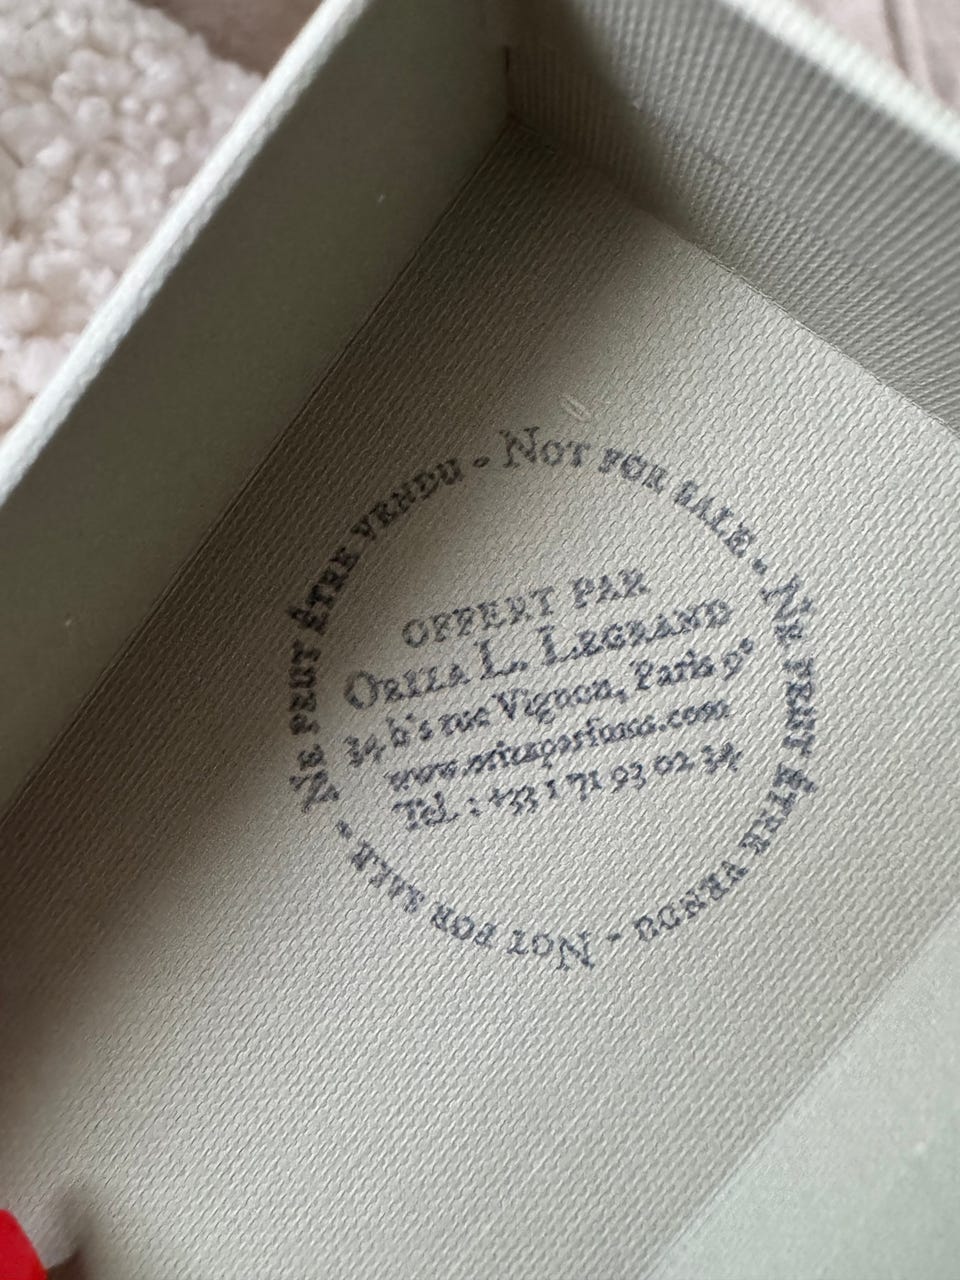 Not for sale - Ne peut être vendu - Not for sale - Ne peut être vendu -
OFFERT PAR
ORIZA L. LEGRAND
34 bis rue Vignon, Paris 9e
www.orizaparfums.com
Tel. : +33 1 71 93 02 34